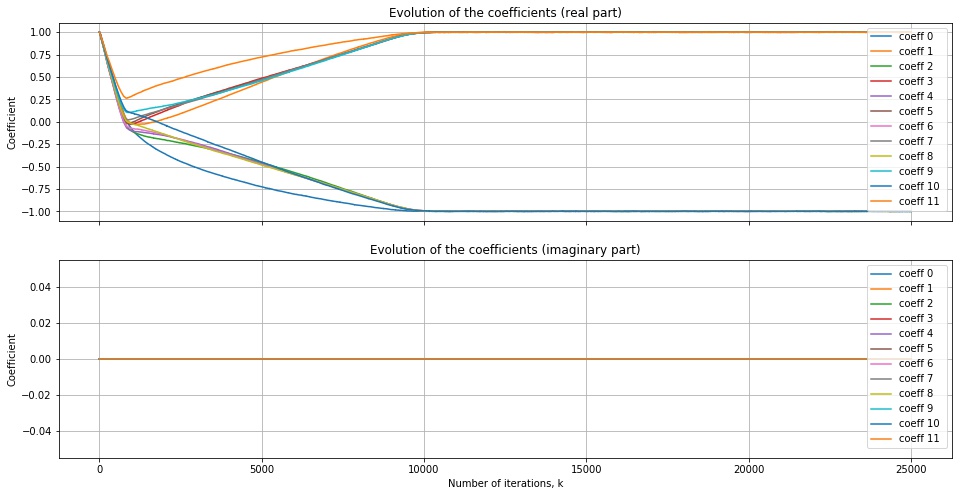 Evolution of the coefficients (real part)
Coefficient
1.00
0.75
0.50
0.25
0.00
−0.25
−0.50
−0.75
−1.00
coeff 0
coeff 1
coeff 2
coeff 3
coeff 4
coeff 5
coeff 6
coeff 7
coeff 8
coeff 9
coeff 10
coeff 11
Evolution of the coefficients (imaginary part)
Coefficient
0.04
0.02
0.00
−0.02
−0.04
coeff 0
coeff 1
coeff 2
coeff 3
coeff 4
coeff 5
coeff 6
coeff 7
coeff 8
coeff 9
coeff 10
coeff 11
0 5000 10000 15000 20000 25000
Number of iterations, k